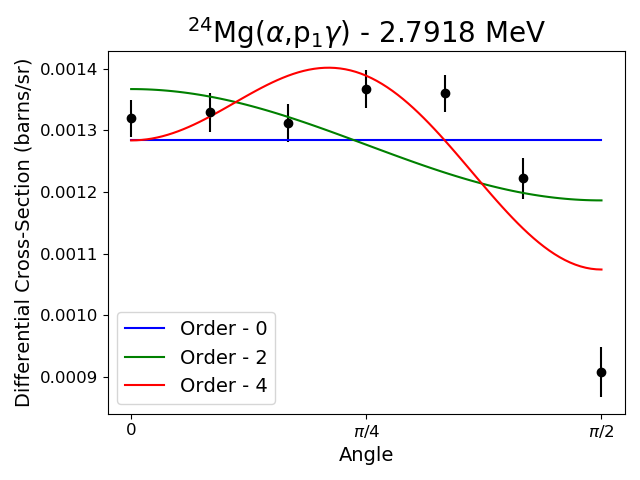 ²⁴Mg(α,p₁γ) - 2.7918 MeV
Differential Cross-Section (barns/sr)
0.0014
0.0013
0.0012
0.0011
0.0010
0.0009
Order - 0
Order - 2
Order - 4
0
π/4
π/2
Angle